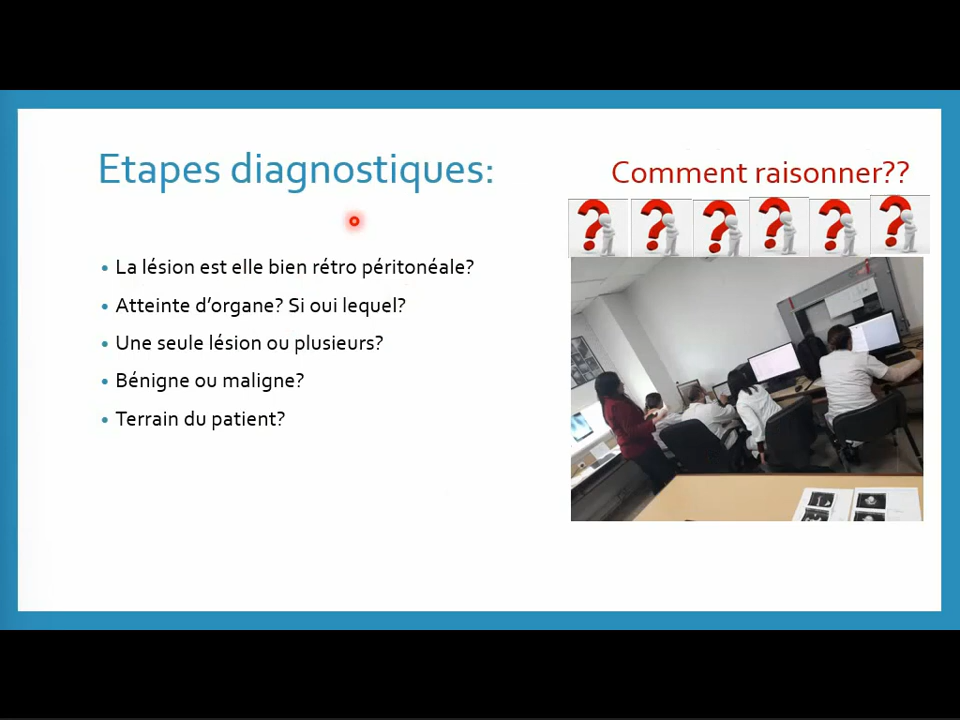 Etapes diagnostiques:
Comment raisonner??
• La lésion est elle bien rétro péritonéale?
• Atteinte d’organe? Si oui lequel?
• Une seule lésion ou plusieurs?
• Bénigne ou maligne?
• Terrain du patient?